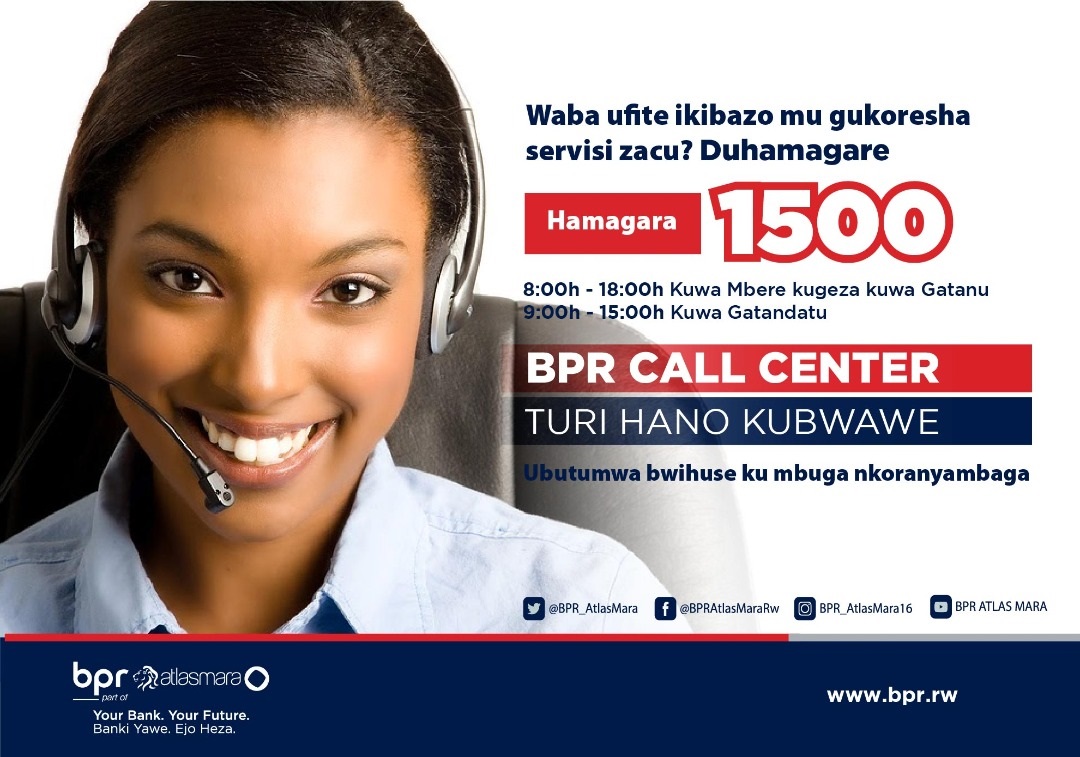 Waba ufite ikibazo mu gukoresha
servisi zacu? Duhamagare
Hamagara 1500
8:00h - 18:00h Kuwa Mbere kugeza kuwa Gatanu
9:00h - 15:00h Kuwa Gatandatu
BPR CALL CENTER
TURI HANO KUBWAWE
Ubutumwa bwihuse ku mbuga nkoranyambaga
@BPR_AtlasMara @BPRAtlasMaraRw BPR_AtlasMara16 BPR ATLAS MARA
bpr atlasmara
part of
www.bpr.rw
Your Bank. Your Future.
Banki Yawe. Ejo Heza.